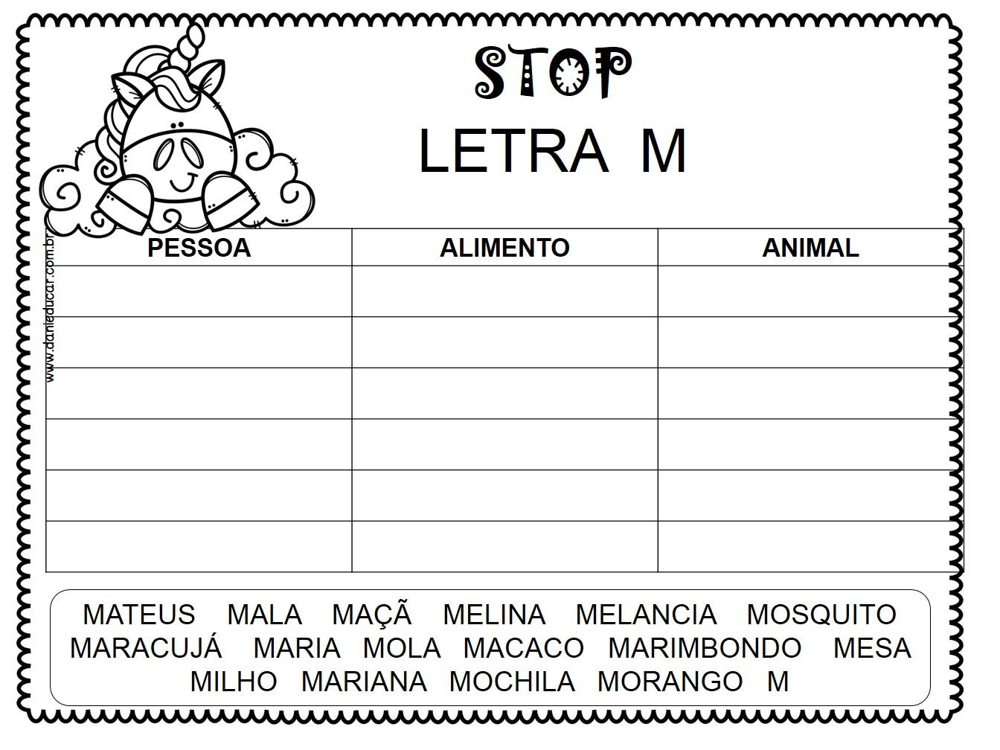 STOP
LETRA M
PESSOA ALIMENTO ANIMAL
www.danieducar.com.br
MATEUS MALA MAÇÃ MELINA MELANCIA MOSQUITO
MARACUJÁ MARIA MOLA MACACO MARIMBONDO MESA
MILHO MARIANA MOCHILA MORANGO M